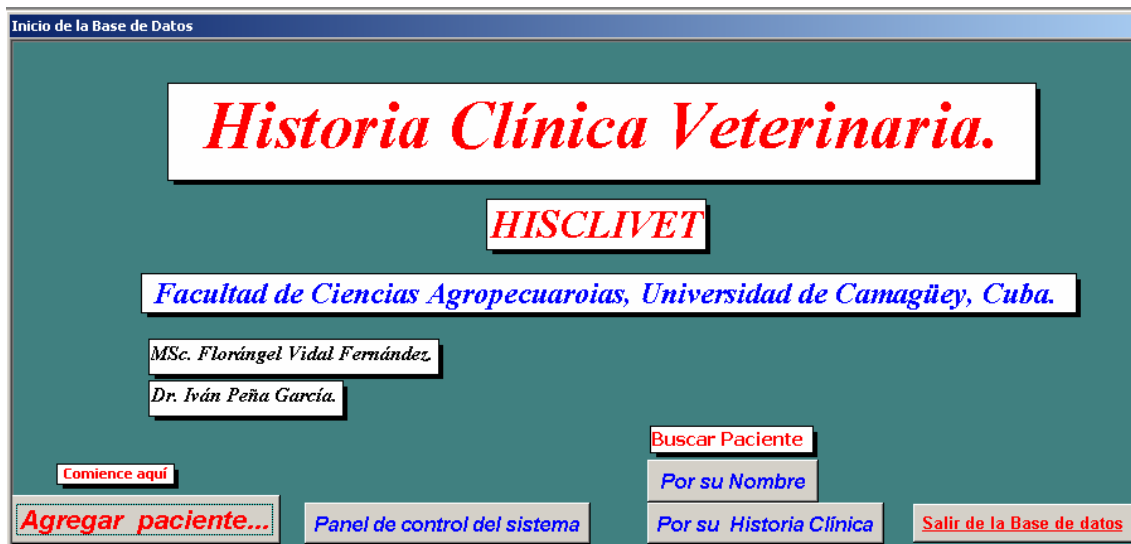 Inicio de la Base de Datos
Historia Clínica Veterinaria.
HISCLIVET
Facultad de Ciencias Agropecuaroias, Universidad de Camagüey, Cuba.
MSc. Florángel Vidal Fernández.
Dr. Iván Peña García.
Buscar Paciente
Comience aquí
Por su Nombre
Agregar paciente...
Panel de control del sistema
Por su Historia Clínica
Salir de la Base de datos